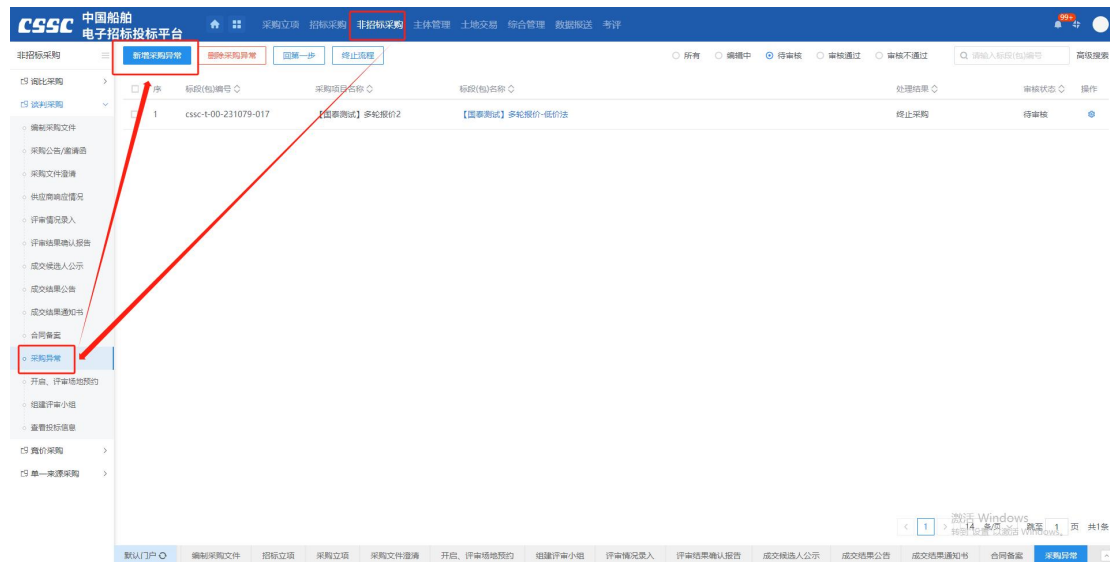 CSSC 中国船舶 电子招标投标平台
采购立项 招标采购 非招标采购 主体管理 土地交易 综合管理 数据报送 考评 99+
非招标采购
新增采购异常 删除采购异常 回第一步 终止流程 所有 编辑中 待审核 审核通过 审核不通过 请输入标段(包)编号 高级搜索
询比采购
谈判采购
编制采购文件
采购公告/邀请函
采购文件澄清
供应商响应情况
评审情况录入
评审结果确认报告
成交候选人公示
成交结果公告
成交结果通知书
合同备案
采购异常
开启、评审场地预约
组建评审小组
查看投标信息
竞价采购
单一来源采购
序 标段(包)编号 采购项目名称 标段(包)名称 处理结果 审核状态 操作
1 cssc-t-00-231079-017 【国泰测试】多轮报价2 【国泰测试】多轮报价-低价法 终止采购 待审核
激活 Windows
1 14 条/页 跳至 1 页 共1条
转到"设置"以激活 Windows。
默认门户 编制采购文件 招标立项 采购立项 采购文件澄清 开启、评审场地预约 组建评审小组 评审情况录入 评审结果确认报告 成交候选人公示 成交结果公告 成交结果通知书 合同备案 采购异常